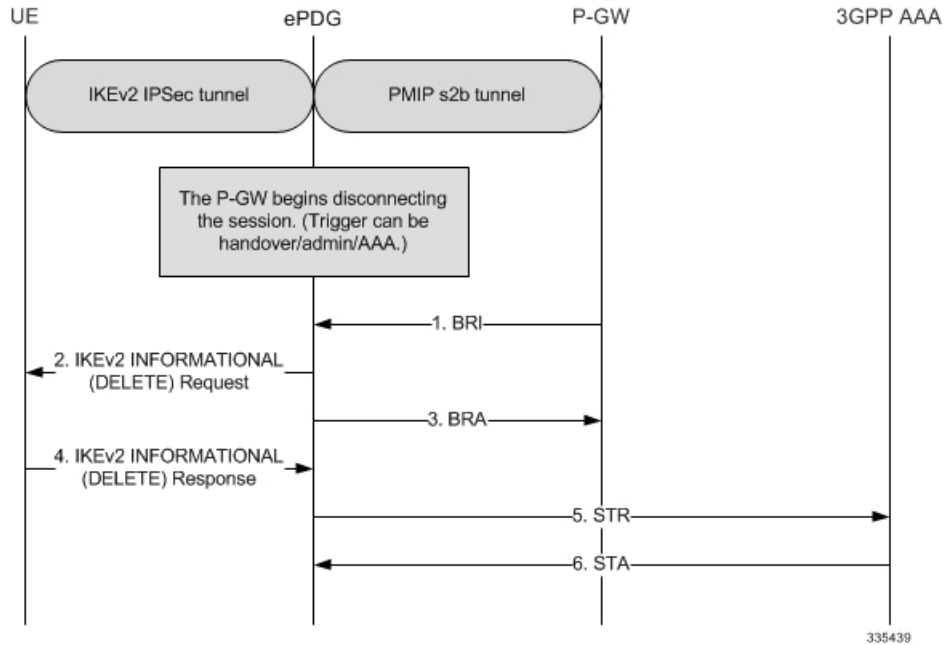 UE ePDG P-GW 3GPP AAA
IKEv2 IPSec tunnel PMIP s2b tunnel
The P-GW begins disconnecting
the session. (Trigger can be
handover/admin/AAA.)
1. BRI
2. IKEv2 INFORMATIONAL
(DELETE) Request
3. BRA
4. IKEv2 INFORMATIONAL
(DELETE) Response
5. STR
6. STA
335439